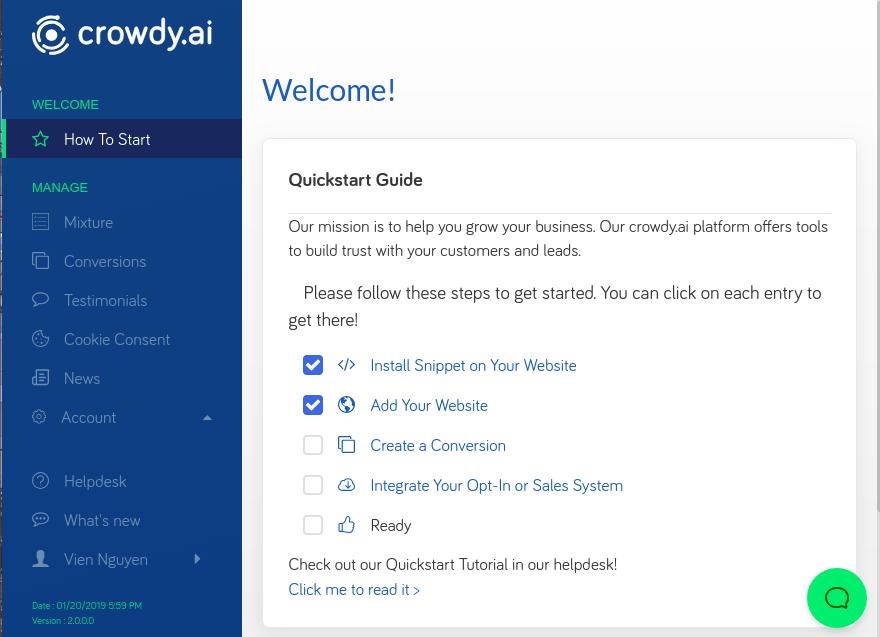 crowdy.ai
WELCOME
How To Start
MANAGE
Mixture
Conversions
Testimonials
Cookie Consent
News
Account
Helpdesk
What's new
Vien Nguyen
Date : 01/20/2019 5:59 PM
Version : 2.0.0.0
Welcome!
Quickstart Guide
Our mission is to help you grow your business. Our crowdy.ai platform offers tools
to build trust with your customers and leads.
Please follow these steps to get started. You can click on each entry to
get there!
Install Snippet on Your Website
Add Your Website
Create a Conversion
Integrate Your Opt-In or Sales System
Ready
Check out our Quickstart Tutorial in our helpdesk!
Click me to read it >